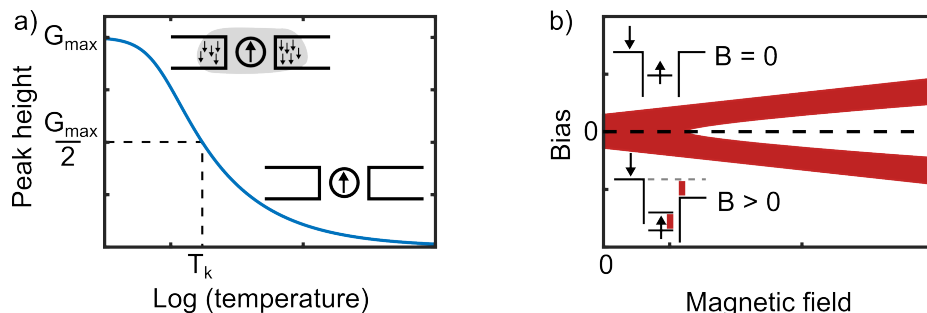 a)
G_max
G_max
2
Peak height
T_k
Log (temperature)
b)
B = 0
0
Bias
B > 0
0
Magnetic field